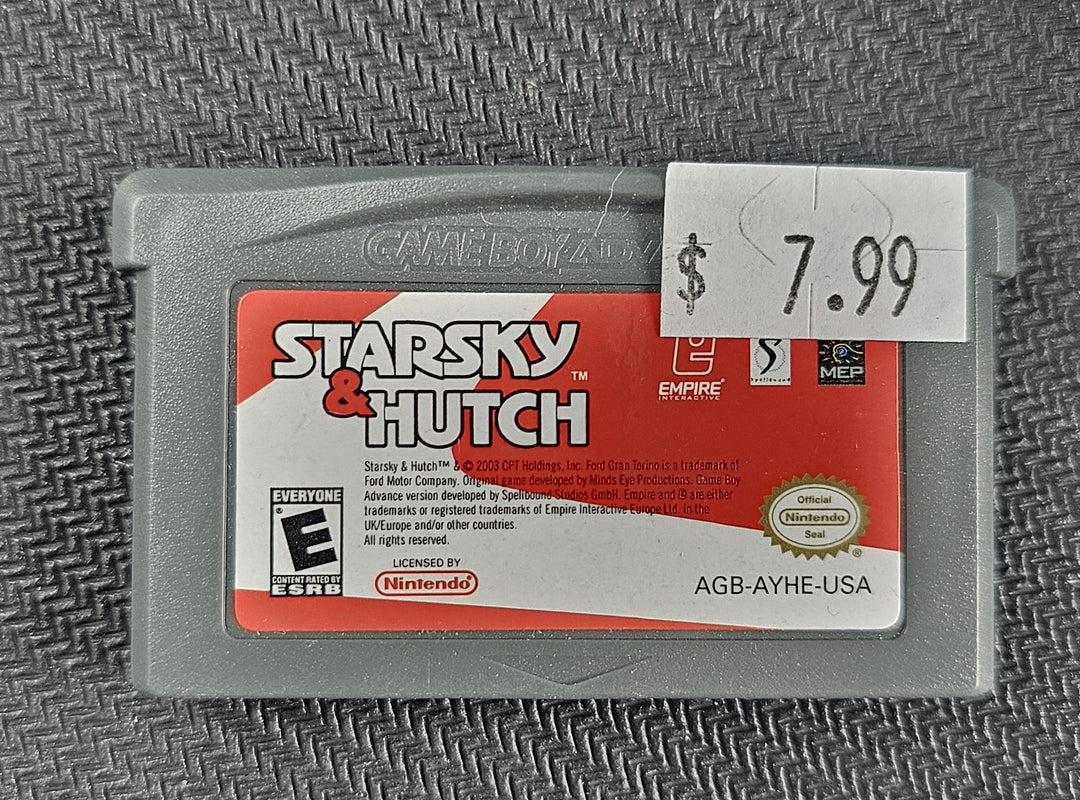 GAME BOY ADV
$ 7.99
STARSKY
& HUTCH™
EMPIRE®
INTERACTIVE
Spellbound
MEP
Starsky & Hutch™ & © 2003 CPT Holdings, Inc. Ford Gran Torino is a trademark of
Ford Motor Company. Original game developed by Minds Eye Productions. Game Boy
Advance version developed by Spellbound Studios GmbH. Empire and Ⓔ are either
trademarks or registered trademarks of Empire Interactive Europe Ltd. in the
UK/Europe and/or other countries.
All rights reserved.
EVERYONE
E®
CONTENT RATED BY
ESRB
LICENSED BY
Nintendo®
Official
Nintendo
Seal®
AGB-AYHE-USA